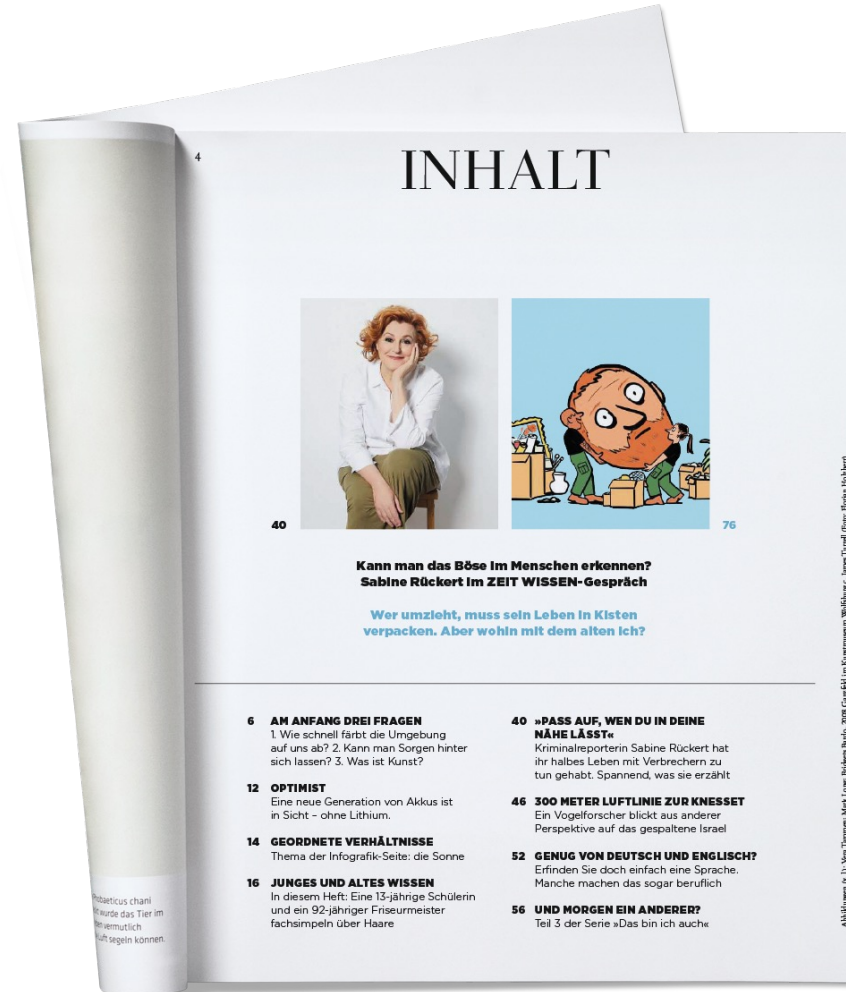 4
INHALT
40
76
Kann man das Böse im Menschen erkennen?
Sabine Rückert im ZEIT WISSEN-Gespräch
Wer umzieht, muss sein Leben in Kisten
verpacken. Aber wohin mit dem alten Ich?
6 AM ANFANG DREI FRAGEN
1. Wie schnell färbt die Umgebung
auf uns ab? 2. Kann man Sorgen hinter
sich lassen? 3. Was ist Kunst?
12 OPTIMIST
Eine neue Generation von Akkus ist
in Sicht – ohne Lithium.
14 GEORDNETE VERHÄLTNISSE
Thema der Infografik-Seite: die Sonne
16 JUNGES UND ALTES WISSEN
In diesem Heft: Eine 13-jährige Schülerin
und ein 92-jähriger Friseurmeister
fachsimpeln über Haare
40 »PASS AUF, WEN DU IN DEINE
NÄHE LÄSST«
Kriminalreporterin Sabine Rückert hat
ihr halbes Leben mit Verbrechern zu
tun gehabt. Spannend, was sie erzählt
46 300 METER LUFTLINIE ZUR KNESSET
Ein Vogelforscher blickt aus anderer
Perspektive auf das gespaltene Israel
52 GENUG VON DEUTSCH UND ENGLISCH?
Erfinden Sie doch einfach eine Sprache.
Manche machen das sogar beruflich
56 UND MORGEN EIN ANDERER?
Teil 3 der Serie »Das bin ich auch«
chani
wurde das Tier im
vermutlich
segeln können.